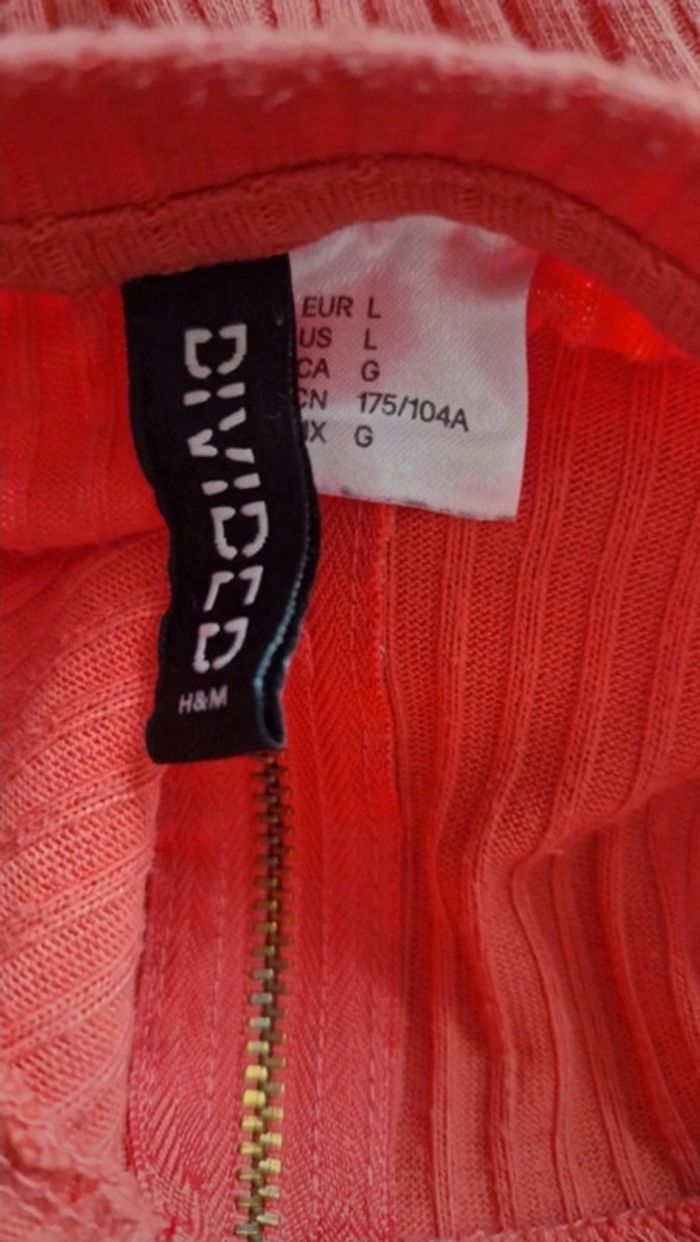 DIVIDED
H&M
EUR L
US L
CA G
CN 175/104A
MX G